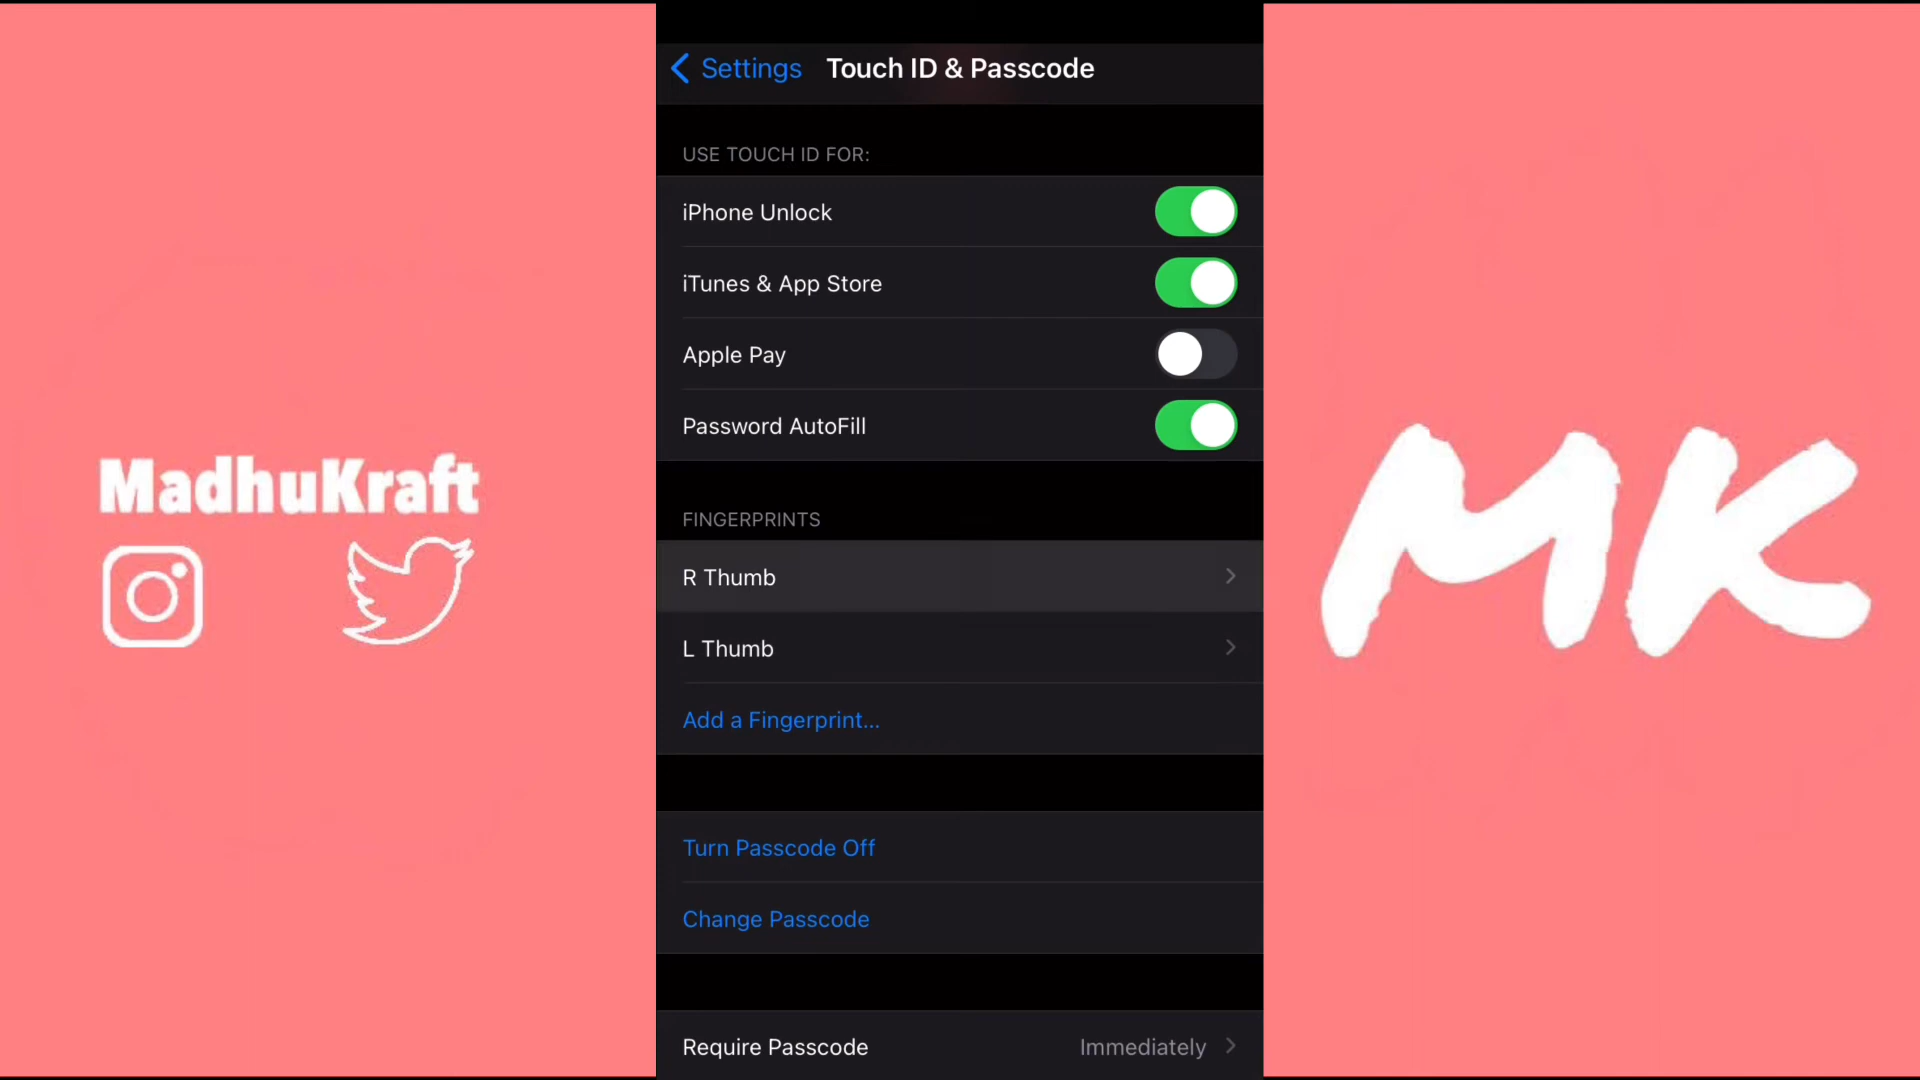 Settings Touch ID & Passcode
USE TOUCH ID FOR:
iPhone Unlock
iTunes & App Store
Apple Pay
Password AutoFill
FINGERPRINTS
R Thumb
L Thumb
Add a Fingerprint...
Turn Passcode Off
Change Passcode
Require Passcode Immediately
MadhuKraft
MK